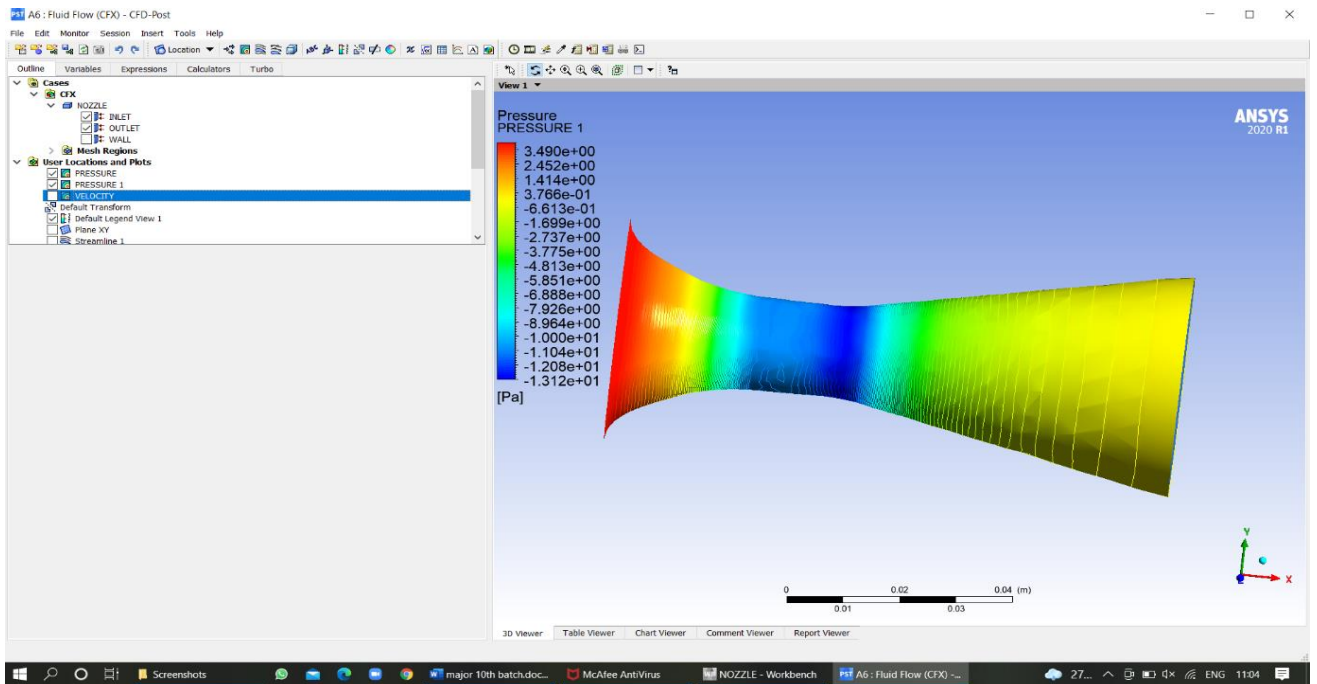 A6 : Fluid Flow (CFX) - CFD-Post
File Edit Monitor Session Insert Tools Help
Location
Outline Variables Expressions Calculators Turbo
Cases
CFX
NOZZLE
INLET
OUTLET
WALL
Mesh Regions
User Locations and Plots
PRESSURE
PRESSURE 1
VELOCITY
Default Transform
Default Legend View 1
Plane XY
Streamline 1
View 1
Pressure
PRESSURE 1
3.490e+00
2.452e+00
1.414e+00
3.766e-01
-6.613e-01
-1.699e+00
-2.737e+00
-3.775e+00
-4.813e+00
-5.851e+00
-6.888e+00
-7.926e+00
-8.964e+00
-1.000e+01
-1.104e+01
-1.208e+01
-1.312e+01
[Pa]
ANSYS
2020 R1
Y
X
0 0.02 0.04 (m)
0.01 0.03
3D Viewer Table Viewer Chart Viewer Comment Viewer Report Viewer
Screenshots major 10th batch.doc... McAfee AntiVirus NOZZLE - Workbench A6 : Fluid Flow (CFX) -... 27... ENG 11:04